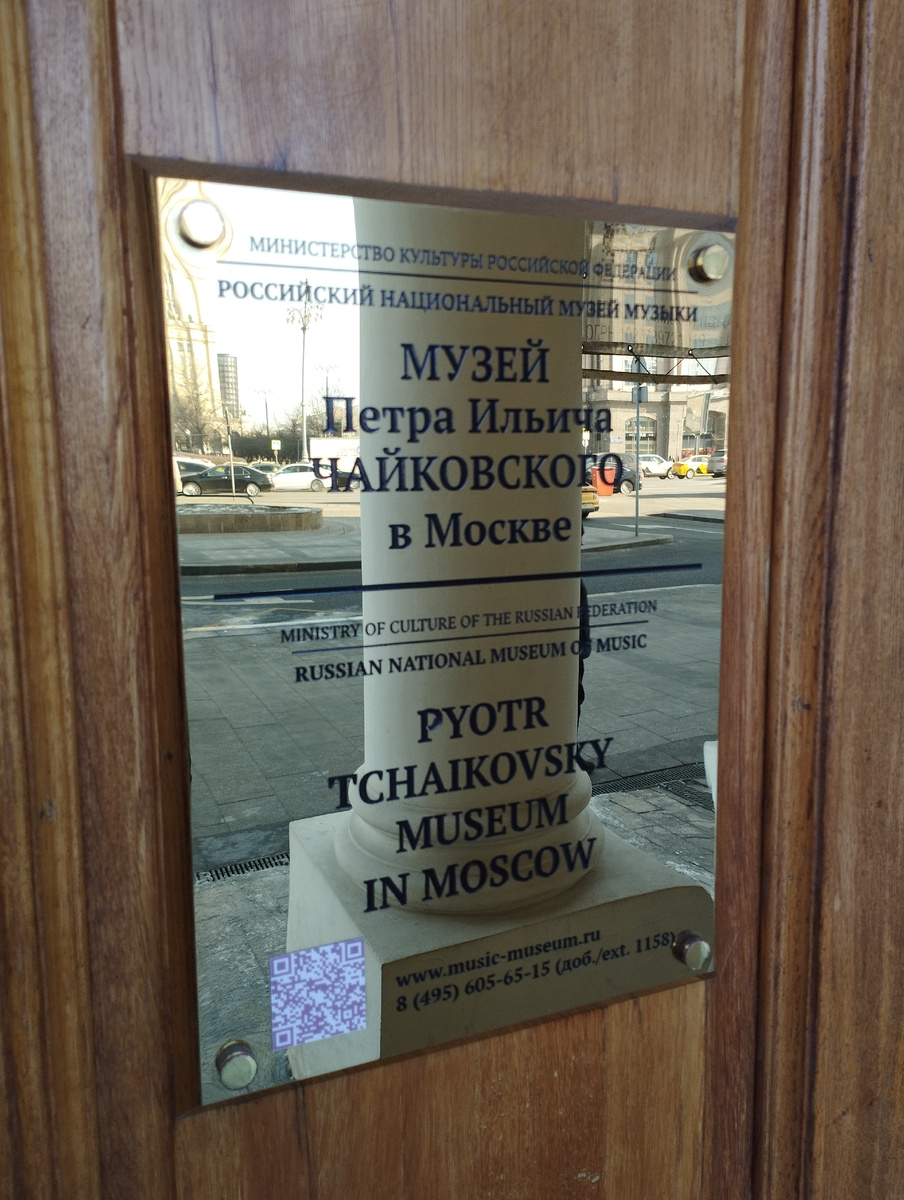 МИНИСТЕРСТВО КУЛЬТУРЫ РОССИЙСКОЙ ФЕДЕРАЦИИ
РОССИЙСКИЙ НАЦИОНАЛЬНЫЙ МУЗЕЙ МУЗЫКИ
МУЗЕЙ
Петра Ильича
ЧАЙКОВСКОГО
в Москве
MINISTRY OF CULTURE OF THE RUSSIAN FEDERATION
RUSSIAN NATIONAL MUSEUM OF MUSIC
PYOTR
TCHAIKOVSKY
MUSEUM
IN MOSCOW
www.music-museum.ru
8 (495) 605-65-15 (доб./ext. 1158)